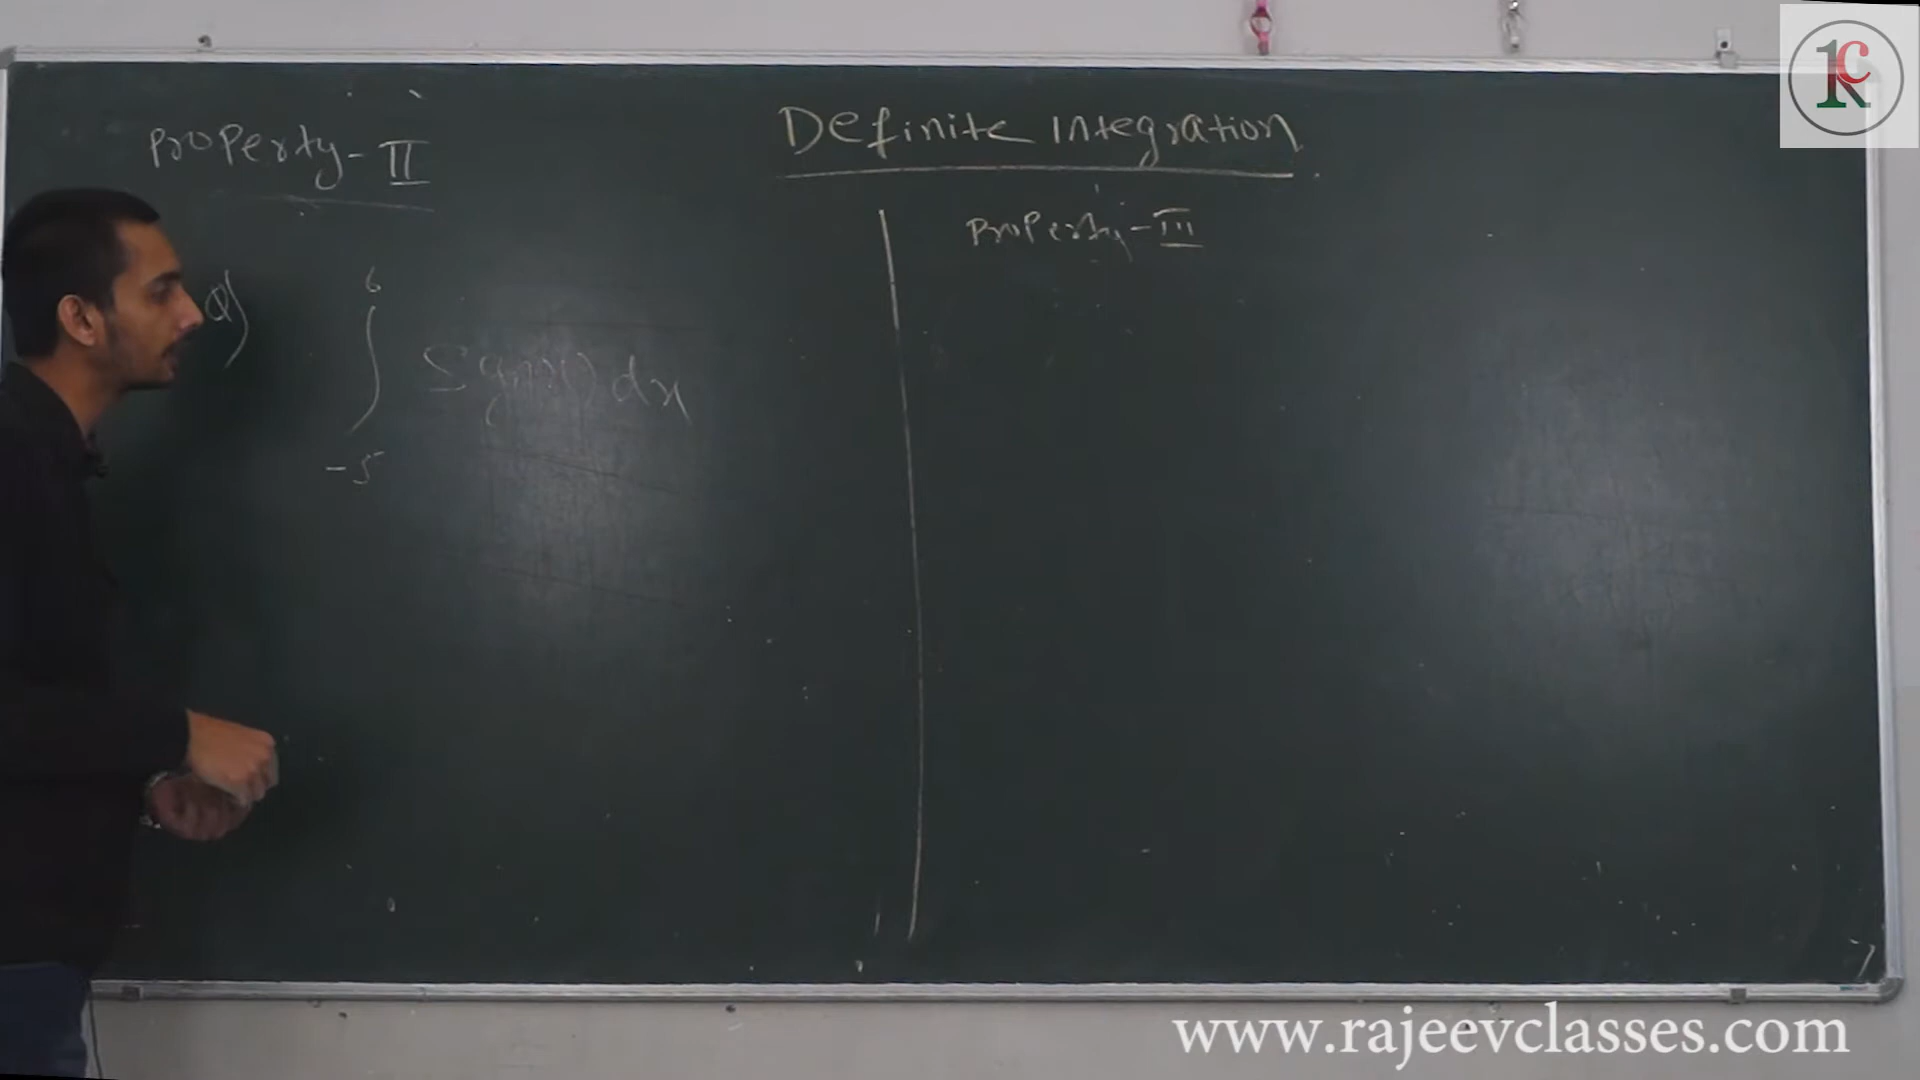 Definite Integration
Property-II
Q)
6
∫ Sgn(x) dx
-5
Property-III
www.rajeevclasses.com